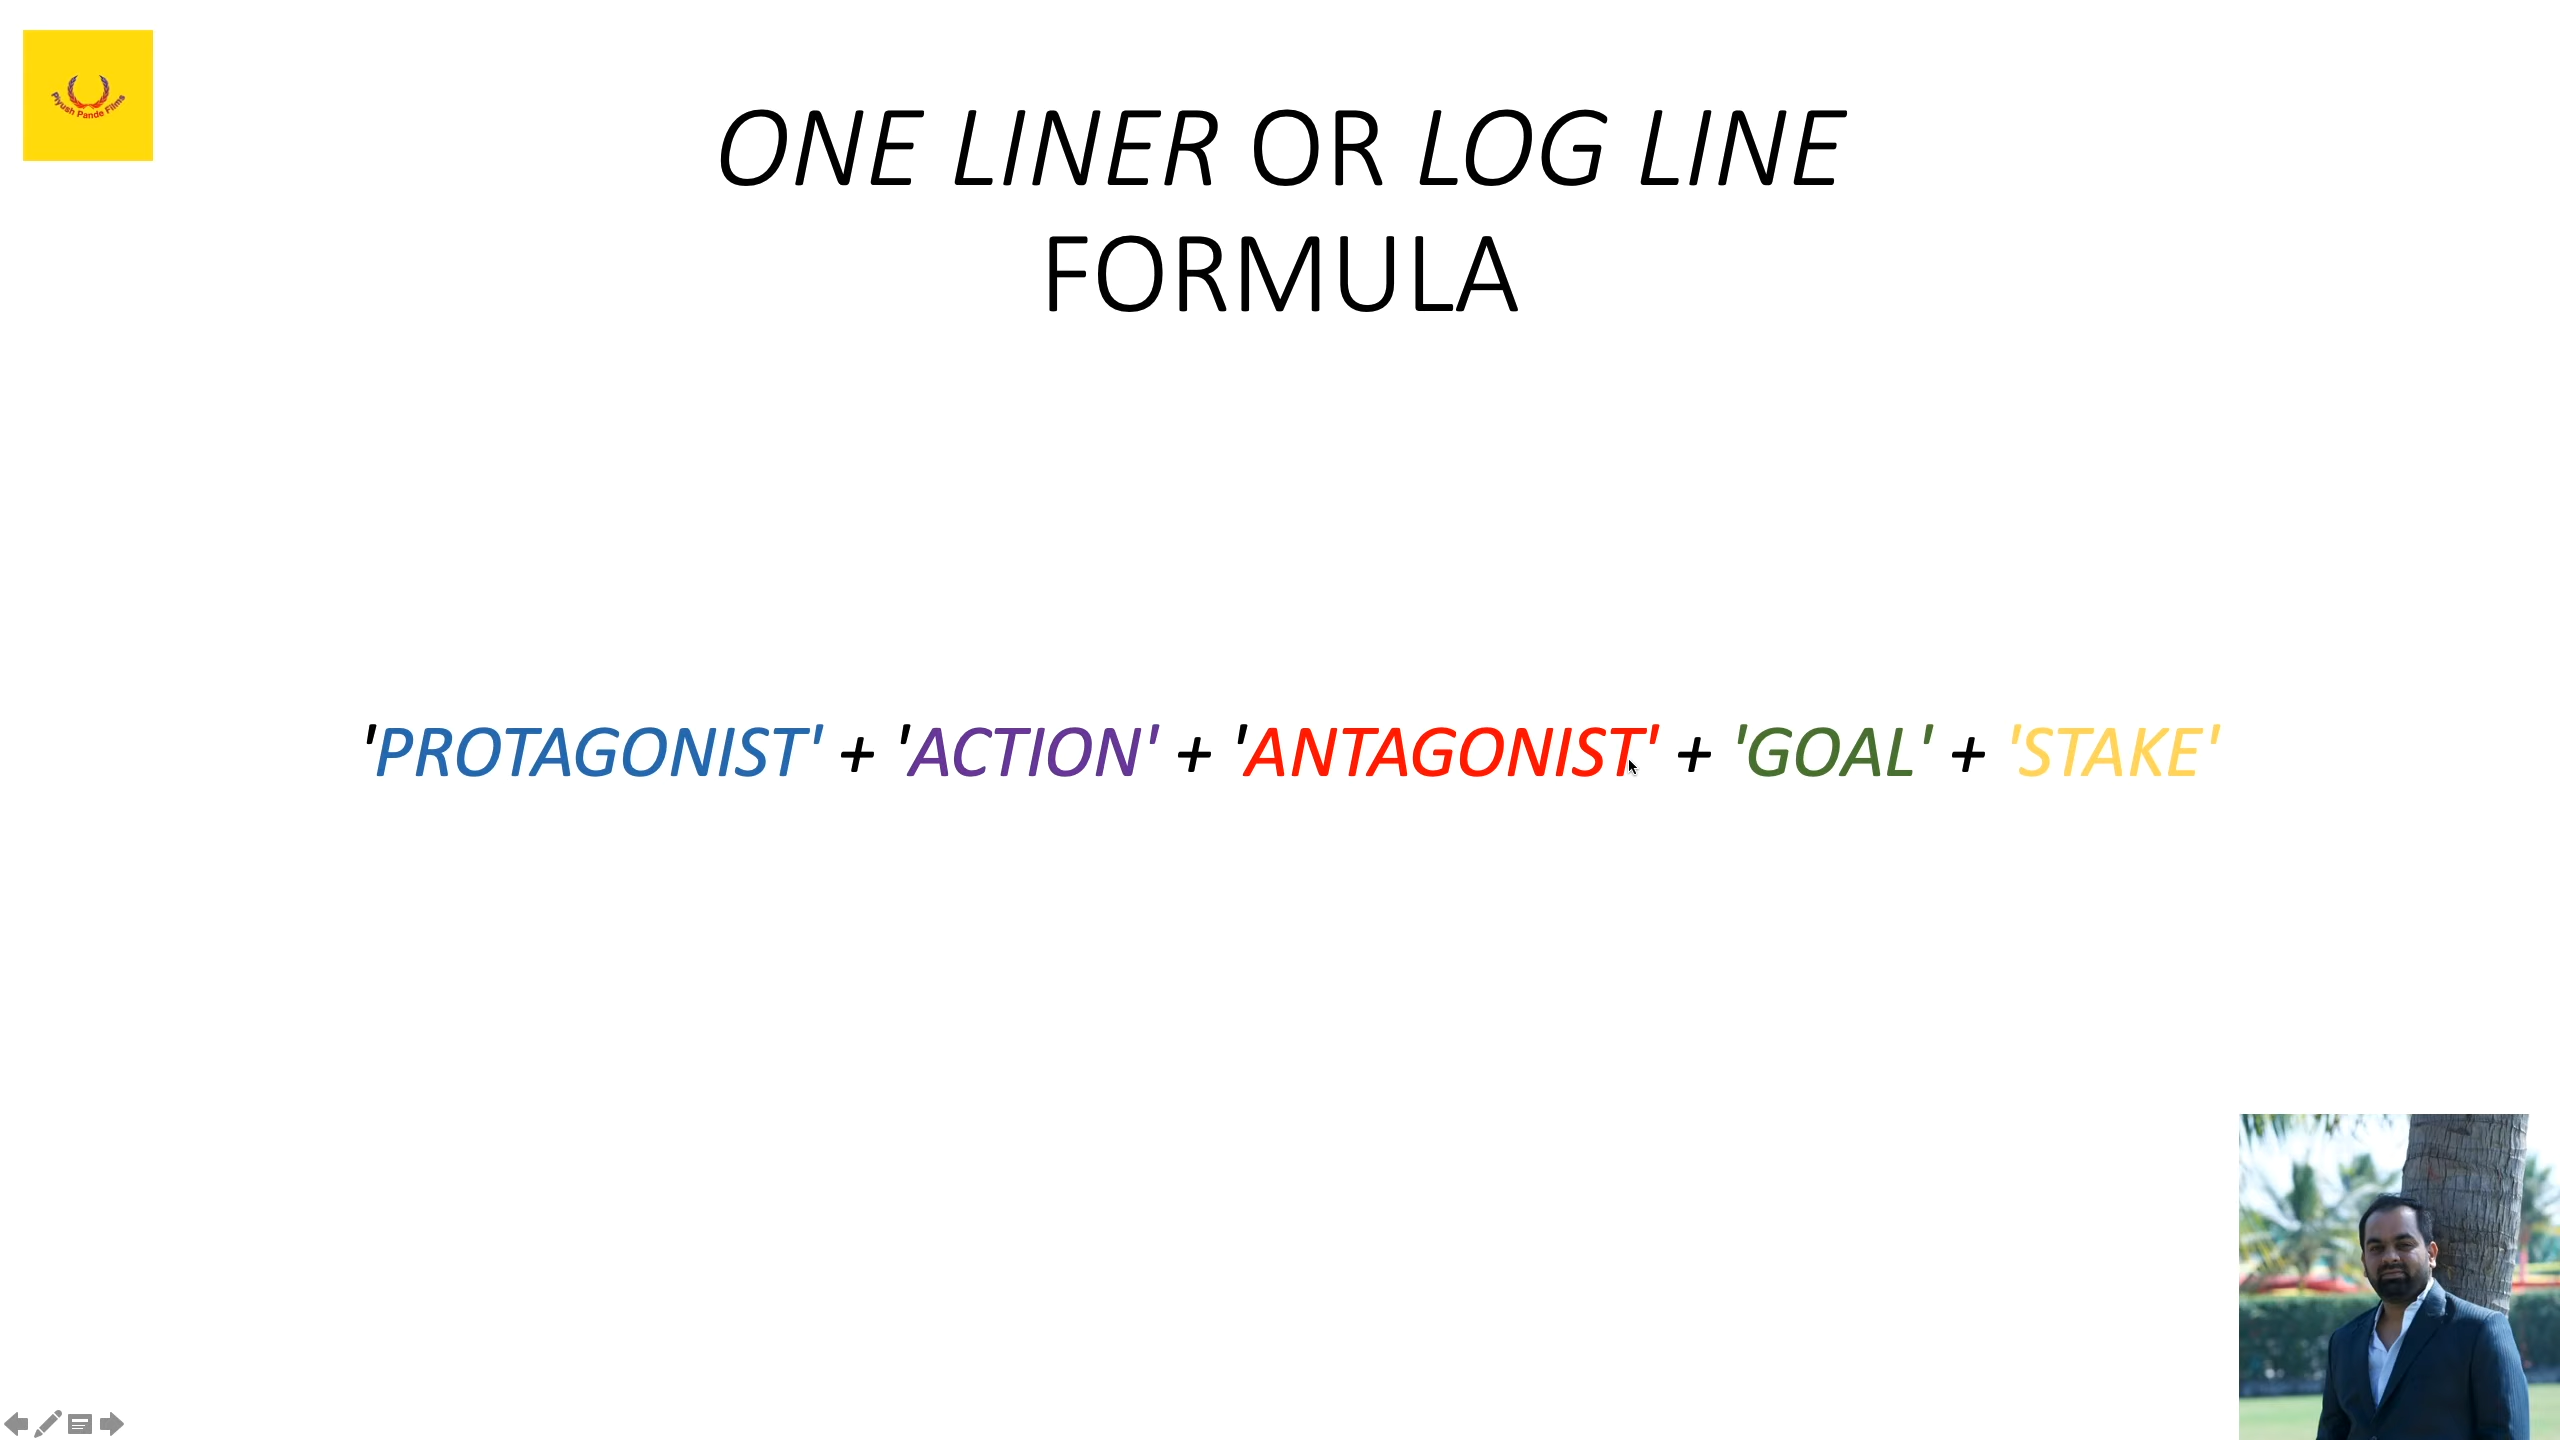 Piyush Pande Films
ONE LINER OR LOG LINE
FORMULA
'PROTAGONIST' + 'ACTION' + 'ANTAGONIST' + 'GOAL' + 'STAKE'